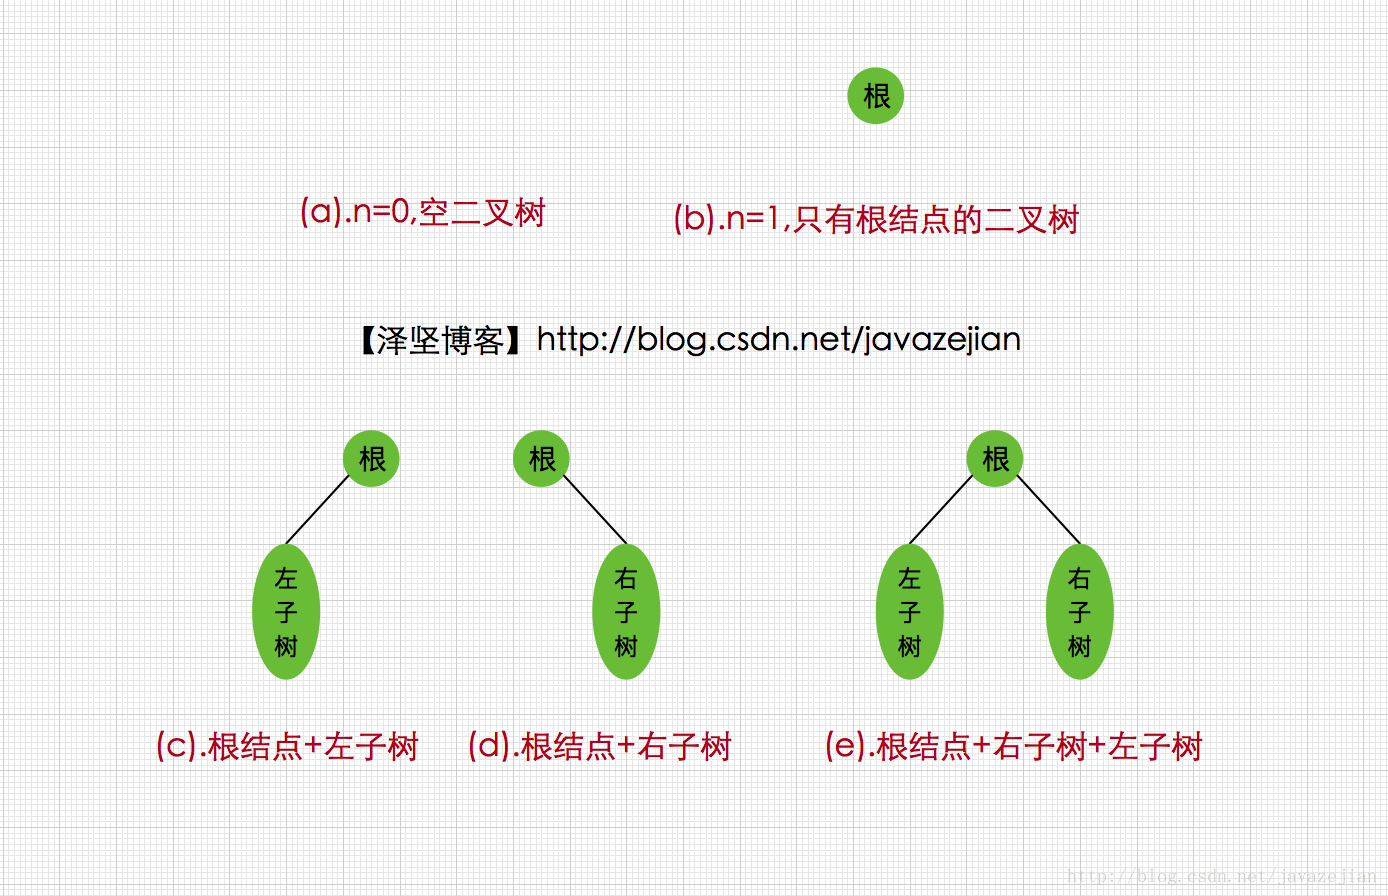 根
(a).n=0,空二叉树
(b).n=1,只有根结点的二叉树
【泽坚博客】http://blog.csdn.net/javazejian
根
根
根
左
子
树
右
子
树
左
子
树
右
子
树
(c).根结点+左子树
(d).根结点+右子树
(e).根结点+右子树+左子树
http://blog.csdn.net/javazejian